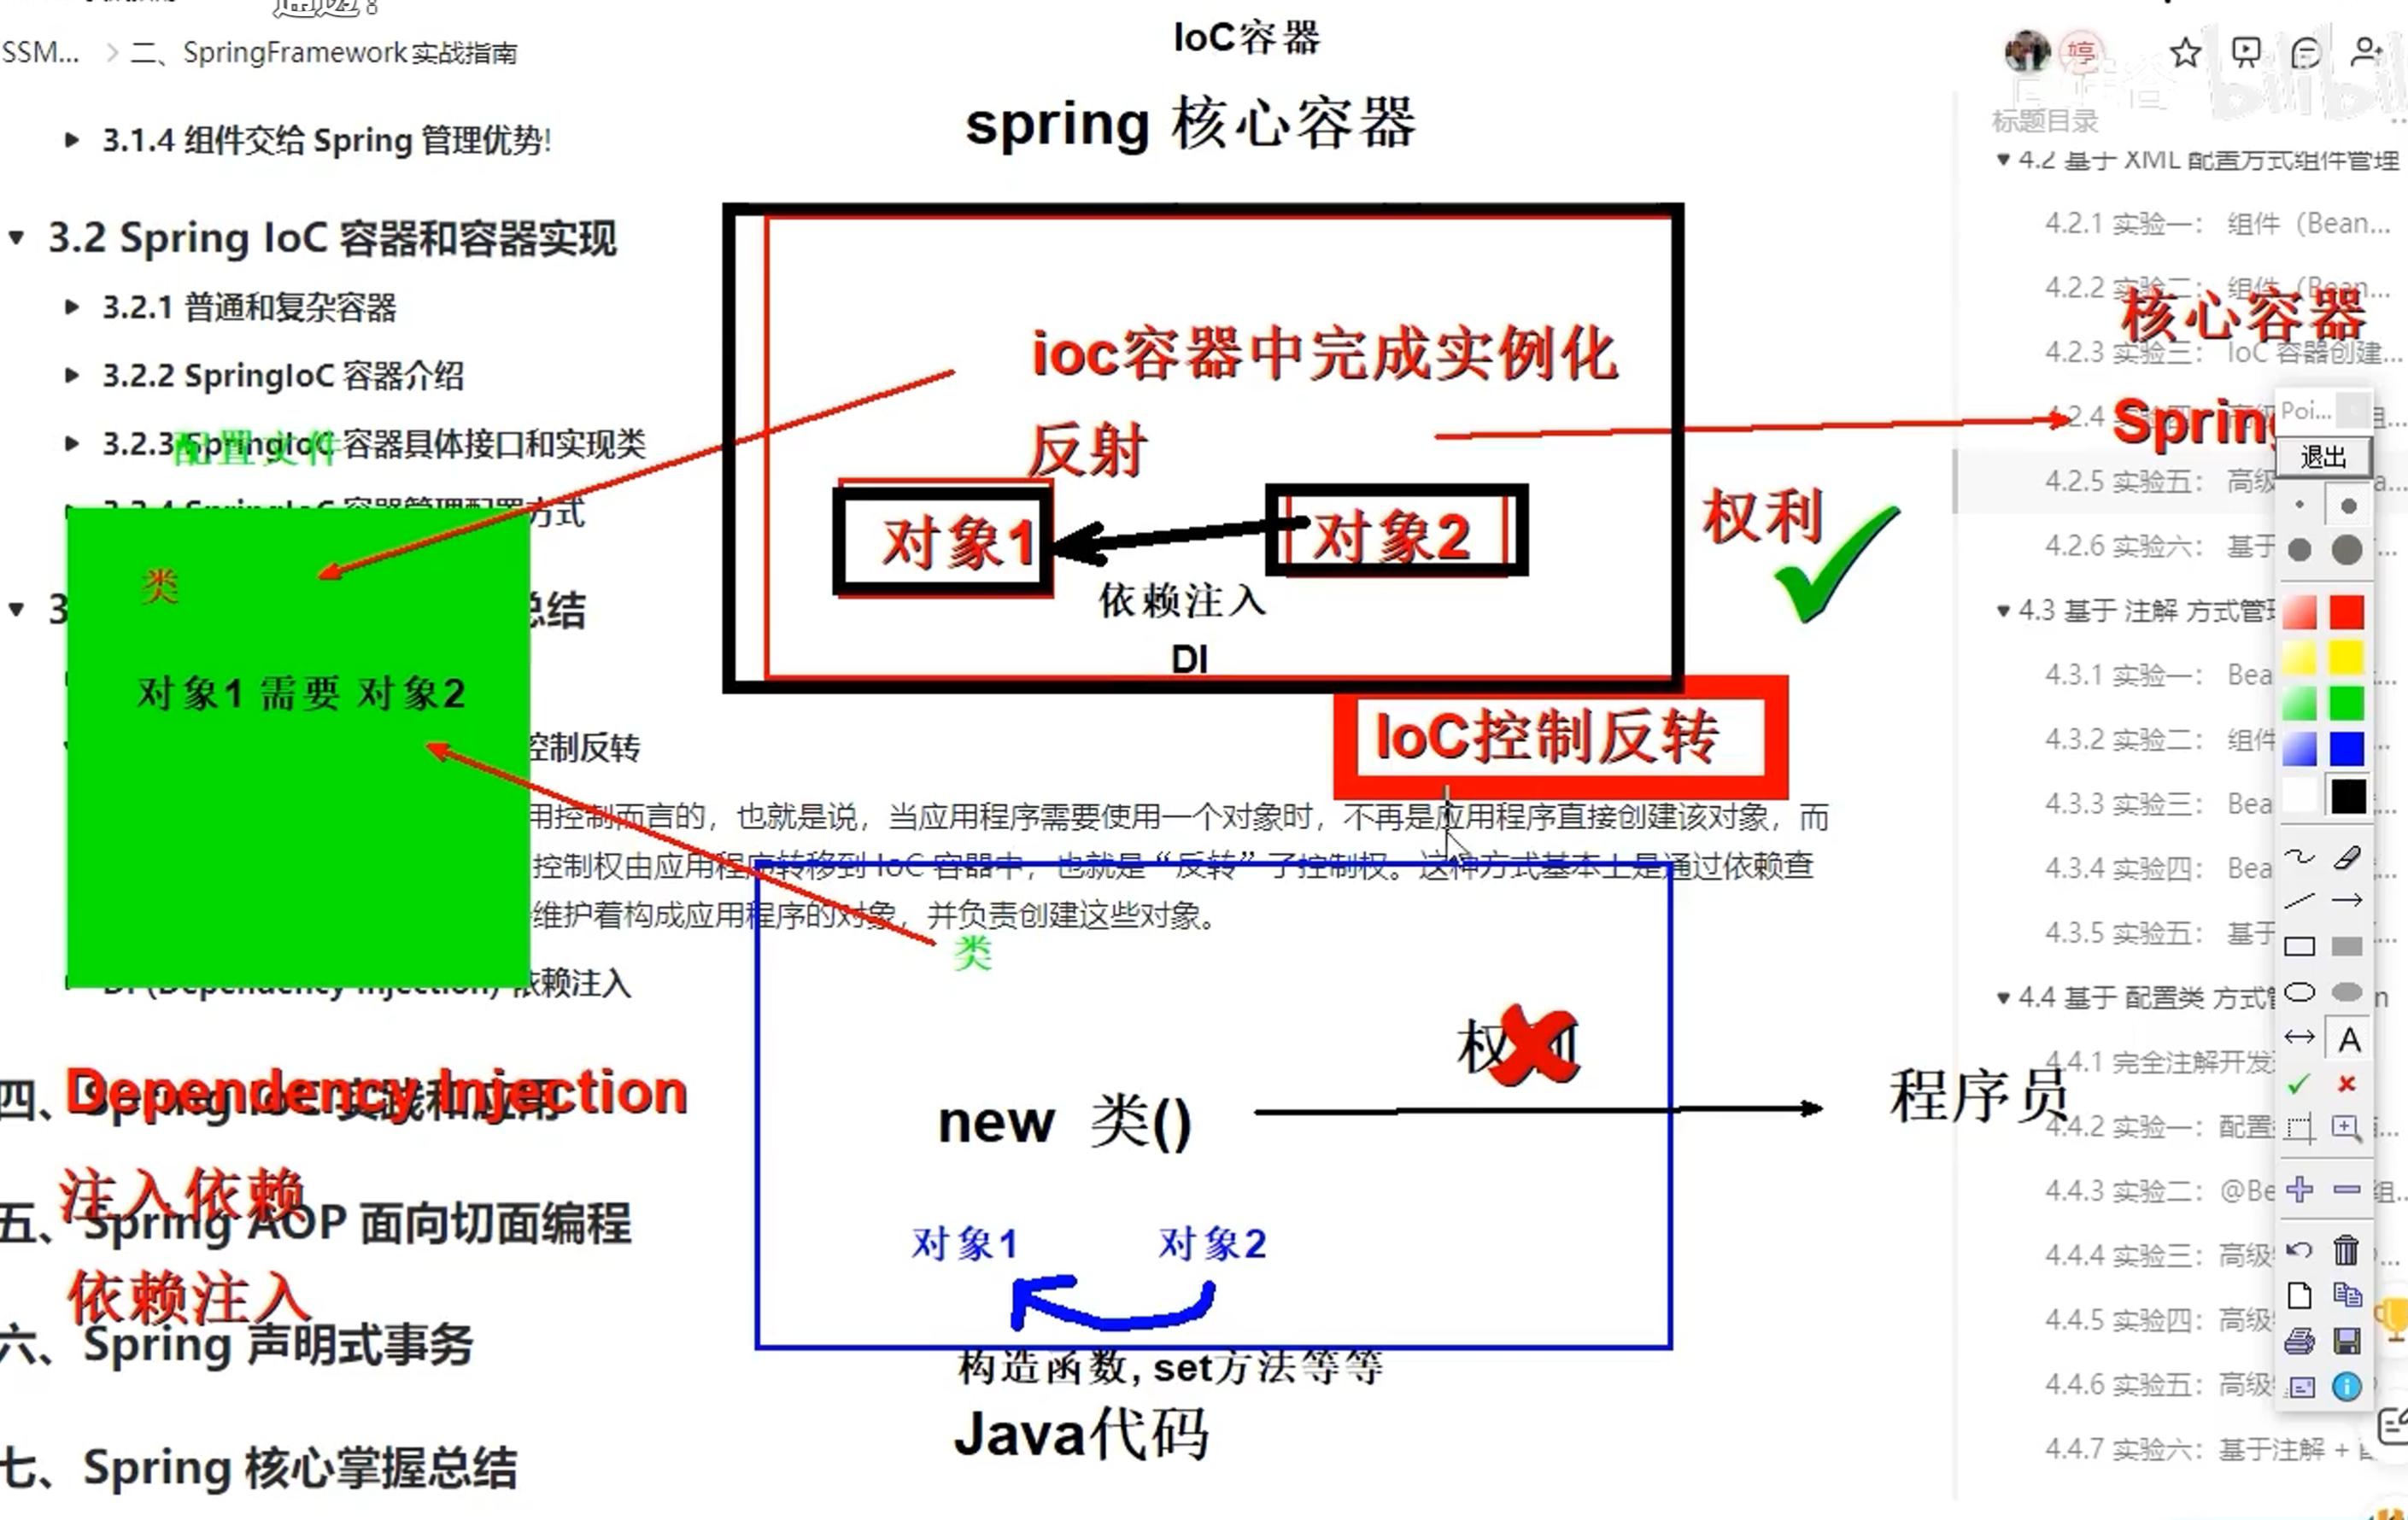 IoC容器
SSM... > 二、SpringFramework实战指南
spring 核心容器
3.1.4 组件交给 Spring 管理优势!
3.2 Spring IoC 容器和容器实现
3.2.1 普通和复杂容器
3.2.2 SpringIoC 容器介绍
3.2.3 SpringIoC 容器具体接口和实现类
配置文件
方式
类
对象1 需要 对象2
总结
控制反转
ioc容器中完成实例化
反射
对象1
对象2
依赖注入
DI
权利
核心容器
Spring
IoC控制反转
用控制而言的，也就是说，当应用程序需要使用一个对象时，不再是应用程序直接创建该对象，而
控制权由应用程序转移到 IoC 容器中，也就是“反转”了控制权。这种方式基本上是通过依赖查
维护着构成应用程序的对象，并负责创建这些对象。
DI (Dependency Injection) 依赖注入
类
权利
new 类()
程序员
对象1
对象2
构造函数, set方法等等
Java代码
Dependency Injection
四、Spring IoC 实践和应用
注入依赖
五、Spring AOP 面向切面编程
依赖注入
六、Spring 声明式事务
七、Spring 核心掌握总结
婷
bilibili
标题目录
4.2 基于 XML 配置方式组件管理
4.2.1 实验一： 组件（Bean...
4.2.2 实验二： 组件（Bean...
4.2.3 实验三： IoC 容器创建...
4.2.4 实验四： 高级
4.2.5 实验五： 高级
4.2.6 实验六： 基于
4.3 基于 注解 方式管理
4.3.1 实验一： Bea
4.3.2 实验二： 组件
4.3.3 实验三： Bea
4.3.4 实验四： Bea
4.3.5 实验五： 基于
4.4 基于 配置类 方式管
4.4.1 完全注解开发
4.4.2 实验一：配置
4.4.3 实验二：@Be
4.4.4 实验三：高级
4.4.5 实验四：高级
4.4.6 实验五：高级
4.4.7 实验六：基于注解 +
Poi...
退出
A